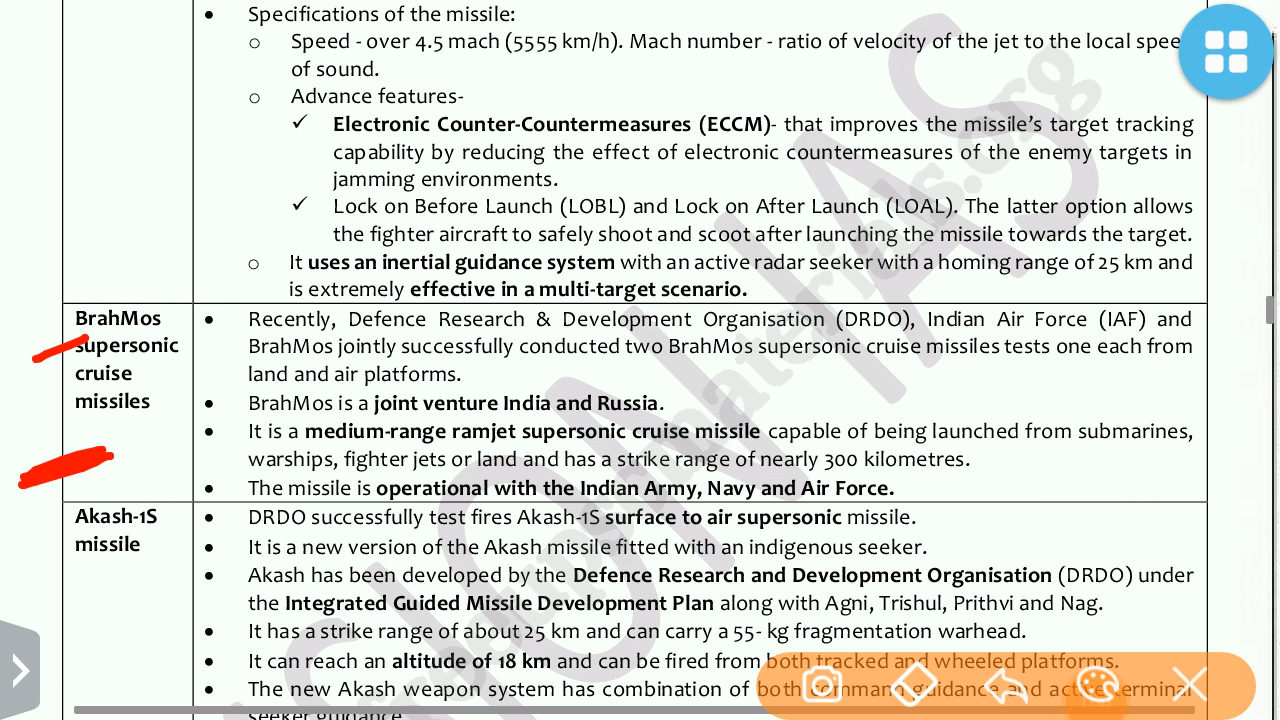 • Specifications of the missile:
o Speed - over 4.5 mach (5555 km/h). Mach number - ratio of velocity of the jet to the local
of sound.
o Advance features-
✓ Electronic Counter-Countermeasures (ECCM)- that improves the missile's target tracking
capability by reducing the effect of electronic countermeasures of the enemy targets in
jamming environments.
✓ Lock on Before Launch (LOBL) and Lock on After Launch (LOAL). The latter option allows
the fighter aircraft to safely shoot and scoot after launching the missile towards the target.
o It uses an inertial guidance system with an active radar seeker with a homing range of 25 km and
is extremely effective in a multi-target scenario.
BrahMos
supersonic
cruise
missiles
• Recently, Defence Research & Development Organisation (DRDO), Indian Air Force (IAF) and
BrahMos jointly successfully conducted two BrahMos supersonic cruise missiles tests one each from
land and air platforms.
• BrahMos is a joint venture India and Russia.
• It is a medium-range ramjet supersonic cruise missile capable of being launched from submarines,
warships, fighter jets or land and has a strike range of nearly 300 kilometres.
• The missile is operational with the Indian Army, Navy and Air Force.
Akash-1S
missile
• DRDO successfully test fires Akash-1S surface to air supersonic missile.
• It is a new version of the Akash missile fitted with an indigenous seeker.
• Akash has been developed by the Defence Research and Development Organisation (DRDO) under
the Integrated Guided Missile Development Plan along with Agni, Trishul, Prithvi and Nag.
• It has a strike range of about 25 km and can carry a 55- kg fragmentation warhead.
• It can reach an altitude of 18 km and can be fired from both tracked and wheeled platforms.
• The new Akash weapon system has combination of both command guidance and active terminal
seeker guidance